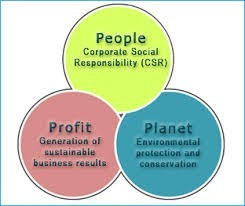 People
Corporate Social
Responsibility (CSR)
Profit
Generation of
sustainable
business results
Planet
Environmental
protection and
conservation